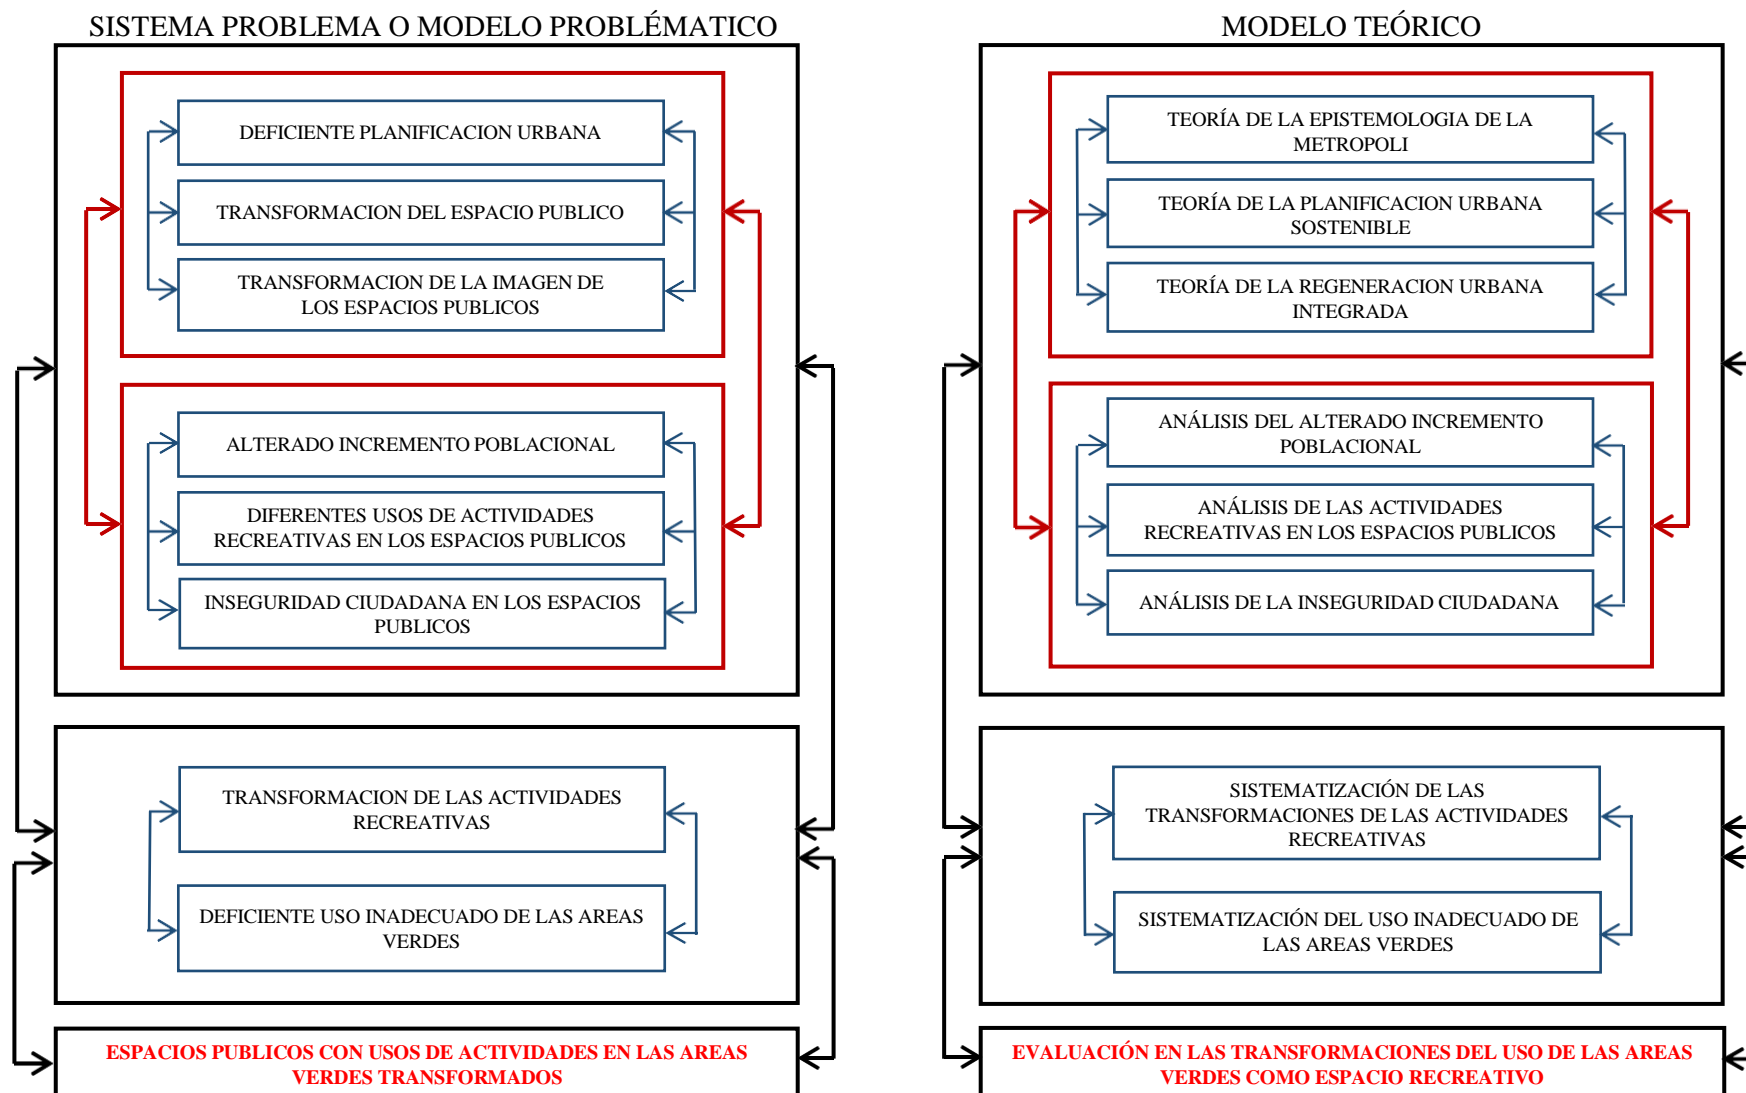 SISTEMA PROBLEMA O MODELO PROBLÉMATICO
DEFICIENTE PLANIFICACION URBANA
TRANSFORMACION DEL ESPACIO PUBLICO
TRANSFORMACION DE LA IMAGEN DE
LOS ESPACIOS PUBLICOS
ALTERADO INCREMENTO POBLACIONAL
DIFERENTES USOS DE ACTIVIDADES
RECREATIVAS EN LOS ESPACIOS PUBLICOS
INSEGURIDAD CIUDADANA EN LOS ESPACIOS
PUBLICOS
TRANSFORMACION DE LAS ACTIVIDADES
RECREATIVAS
DEFICIENTE USO INADECUADO DE LAS AREAS
VERDES
ESPACIOS PUBLICOS CON USOS DE ACTIVIDADES EN LAS AREAS
VERDES TRANSFORMADOS
MODELO TEÓRICO
TEORÍA DE LA EPISTEMOLOGIA DE LA
METROPOLI
TEORÍA DE LA PLANIFICACION URBANA
SOSTENIBLE
TEORÍA DE LA REGENERACION URBANA
INTEGRADA
ANÁLISIS DEL ALTERADO INCREMENTO
POBLACIONAL
ANÁLISIS DE LAS ACTIVIDADES
RECREATIVAS EN LOS ESPACIOS PUBLICOS
ANÁLISIS DE LA INSEGURIDAD CIUDADANA
SISTEMATIZACIÓN DE LAS
TRANSFORMACIONES DE LAS ACTIVIDADES
RECREATIVAS
SISTEMATIZACIÓN DEL USO INADECUADO DE
LAS AREAS VERDES
EVALUACIÓN EN LAS TRANSFORMACIONES DEL USO DE LAS AREAS
VERDES COMO ESPACIO RECREATIVO